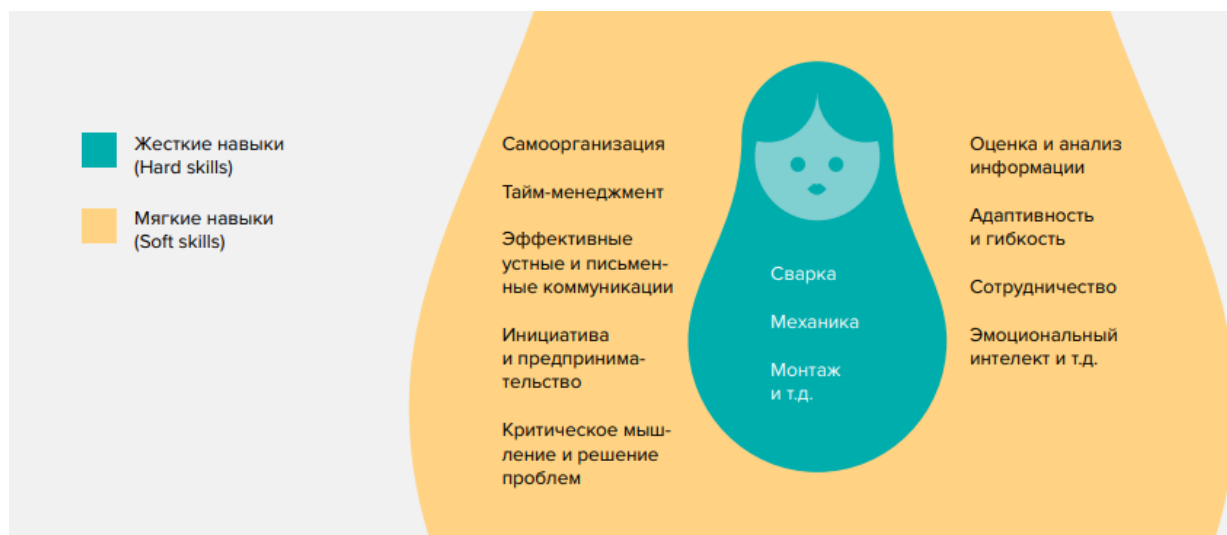 Жесткие навыки
(Hard skills)
Мягкие навыки
(Soft skills)
Самоорганизация
Тайм-менеджмент
Эффективные
устные и письмен-
ные коммуникации
Инициатива
и предпринима-
тельство
Критическое мыш-
ление и решение
проблем
Сварка
Механика
Монтаж
и т.д.
Оценка и анализ
информации
Адаптивность
и гибкость
Сотрудничество
Эмоциональный
интелект и т.д.